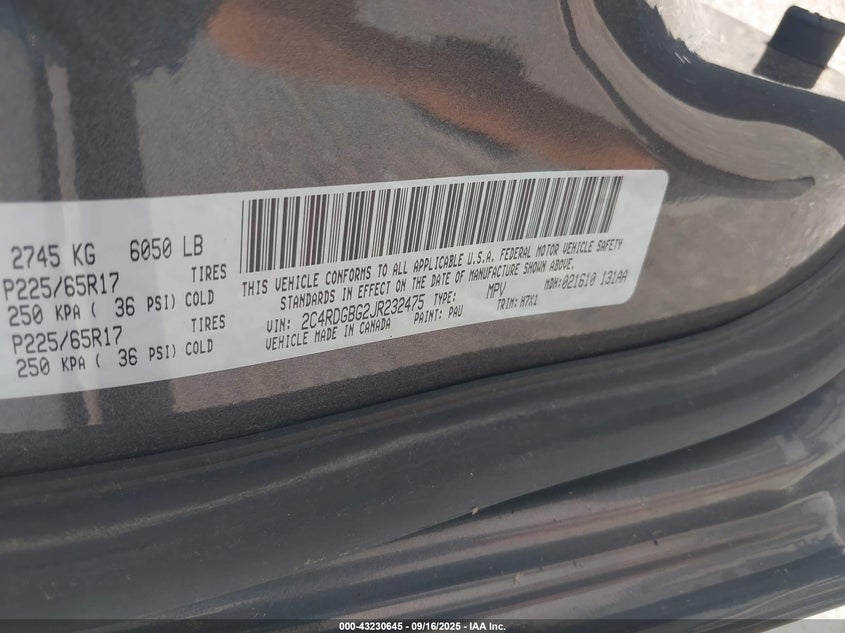 2745 KG 6050 LB
P225/65R17 TIRES
250 KPA ( 36 PSI) COLD
P225/65R17 TIRES
250 KPA ( 36 PSI) COLD
THIS VEHICLE CONFORMS TO ALL APPLICABLE U.S.A. FEDERAL MOTOR VEHICLE SAFETY
STANDARDS IN EFFECT ON THE DATE OF MANUFACTURE SHOWN ABOVE.
VIN: 2C4RDGBG2JR232475 TYPE: MPV MDH:021610 131AA
VEHICLE MADE IN CANADA PAINT: PAU TRIM: H7X1
000-43230645 - 09/16/2025 - IAA Inc.